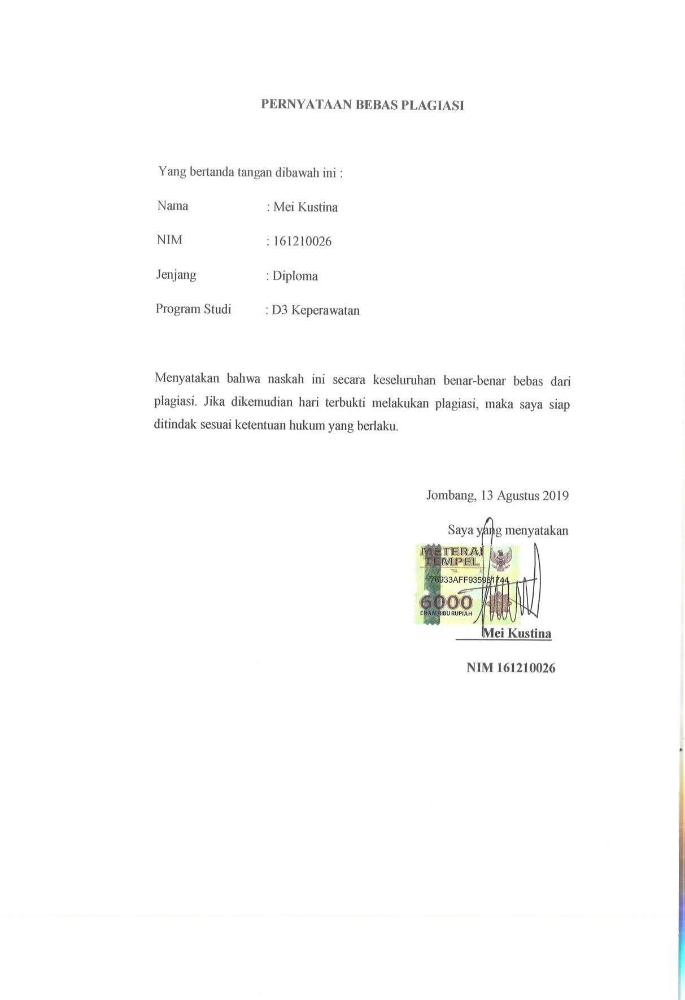 PERNYATAAN BEBAS PLAGIASI
Yang bertanda tangan dibawah ini :
Nama : Mei Kustina
NIM : 161210026
Jenjang : Diploma
Program Studi : D3 Keperawatan
Menyatakan bahwa naskah ini secara keseluruhan benar-benar bebas dari
plagiasi. Jika dikemudian hari terbukti melakukan plagiasi, maka saya siap
ditindak sesuai ketentuan hukum yang berlaku.
Jombang, 13 Agustus 2019
Saya yang menyatakan
METERAI
TEMPEL
TGL. 20
76933AFF935981744
6000
ENAM RIBU RUPIAH
Mei Kustina
NIM 161210026